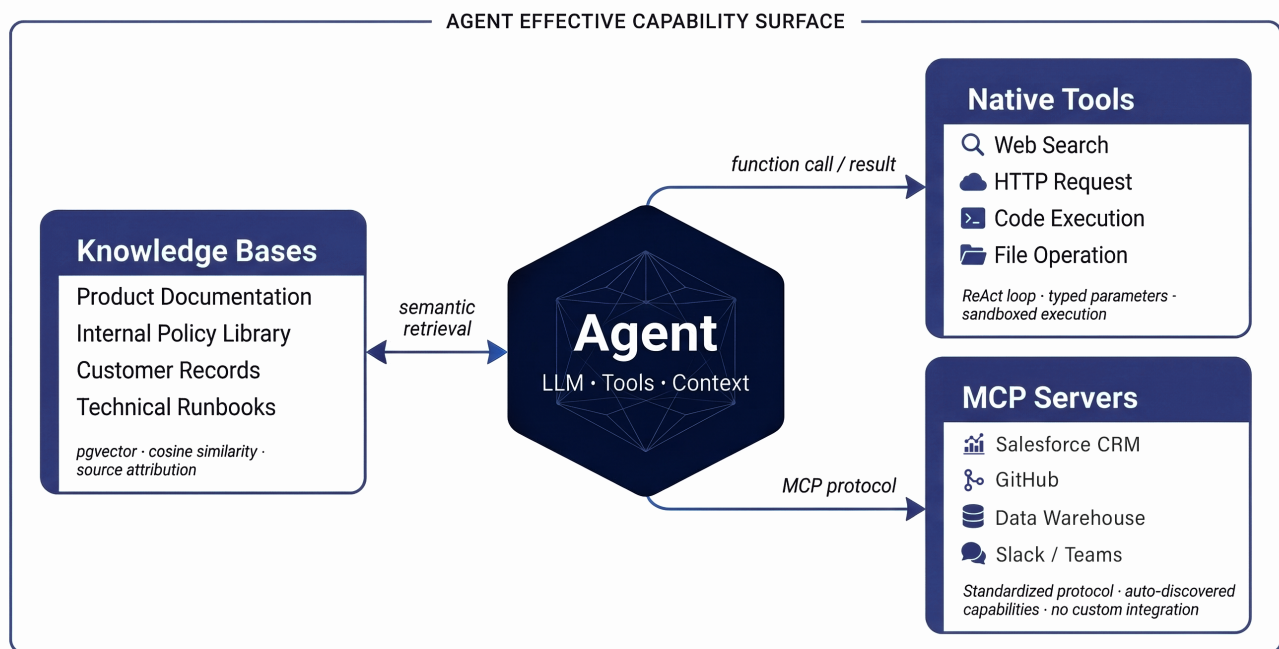 AGENT EFFECTIVE CAPABILITY SURFACE
Knowledge Bases
Product Documentation
Internal Policy Library
Customer Records
Technical Runbooks
pgvector · cosine similarity ·
source attribution
semantic
retrieval
Agent
LLM • Tools • Context
function call / result
MCP protocol
Native Tools
Web Search
HTTP Request
Code Execution
File Operation
ReAct loop · typed parameters -
sandboxed execution
MCP Servers
Salesforce CRM
GitHub
Data Warehouse
Slack / Teams
Standardized protocol · auto-discovered
capabilities · no custom integration